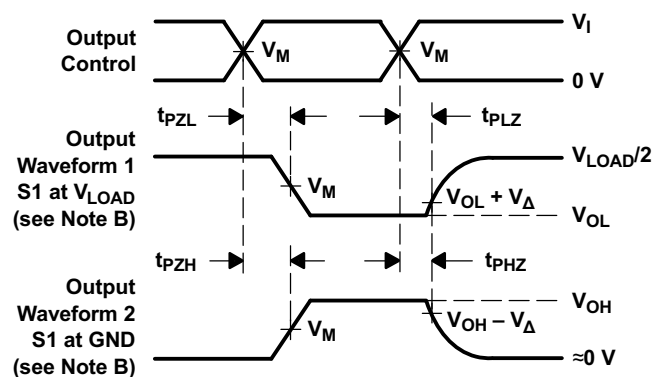 Output
Control
V_M
V_M
V_I
0 V
t_PZL
t_PLZ
Output
Waveform 1
S1 at V_LOAD
(see Note B)
V_M
V_LOAD/2
V_OL + V_Δ
V_OL
t_PZH
t_PHZ
Output
Waveform 2
S1 at GND
(see Note B)
V_M
V_OH
V_OH – V_Δ
≈0 V